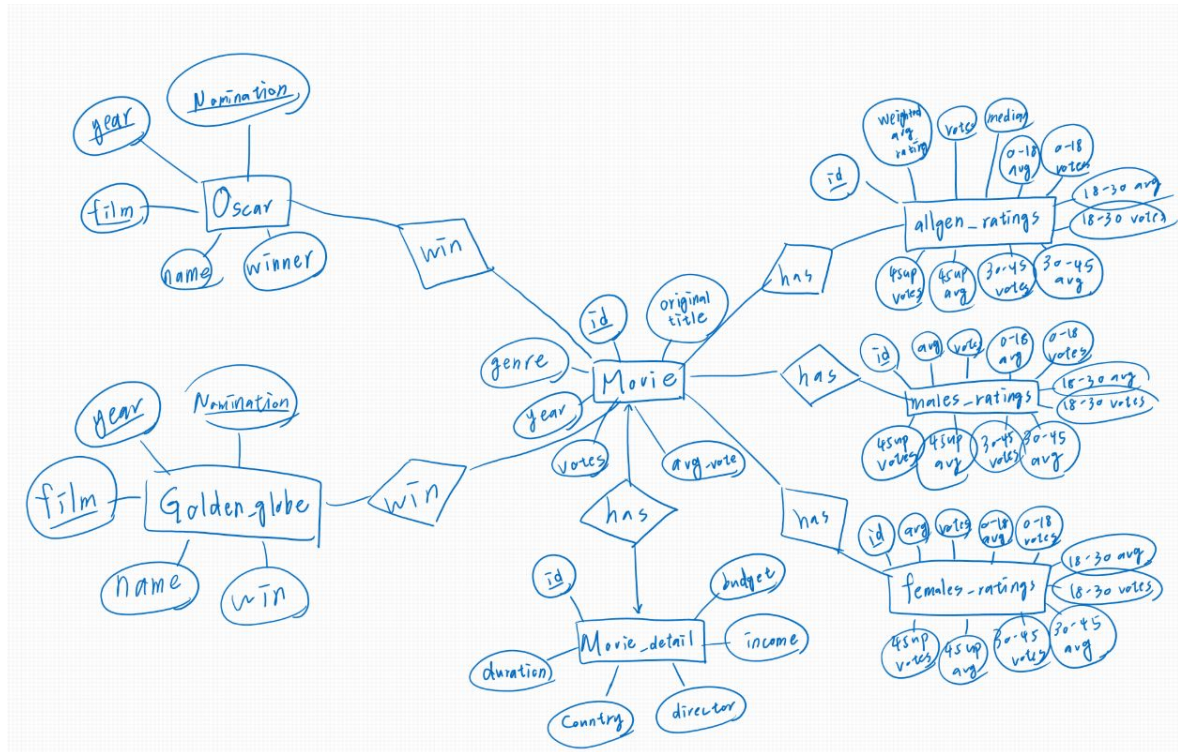 Nomination
year
film
Oscar
name
winner
win
year
Nomination
film
Golden_globe
name
win
win
id
original
title
genre
Movie
year
votes
avg_vote
has
id
budget
Movie_detail
income
duration
Country
director
has
weighted
avg
rating
votes
median
0-18
avg
0-18
votes
id
18-30 avg
18-30 votes
allgen_ratings
45up
votes
45up
avg
30-45
votes
30-45
avg
has
id
avg
votes
0-18
avg
0-18
votes
18-30 avg
18-30 votes
males_ratings
45up
votes
45up
avg
30-45
votes
30-45
avg
has
id
avg
votes
0-18
avg
0-18
votes
18-30 avg
18-30 votes
females_ratings
45up
votes
45up
avg
30-45
votes
30-45
avg